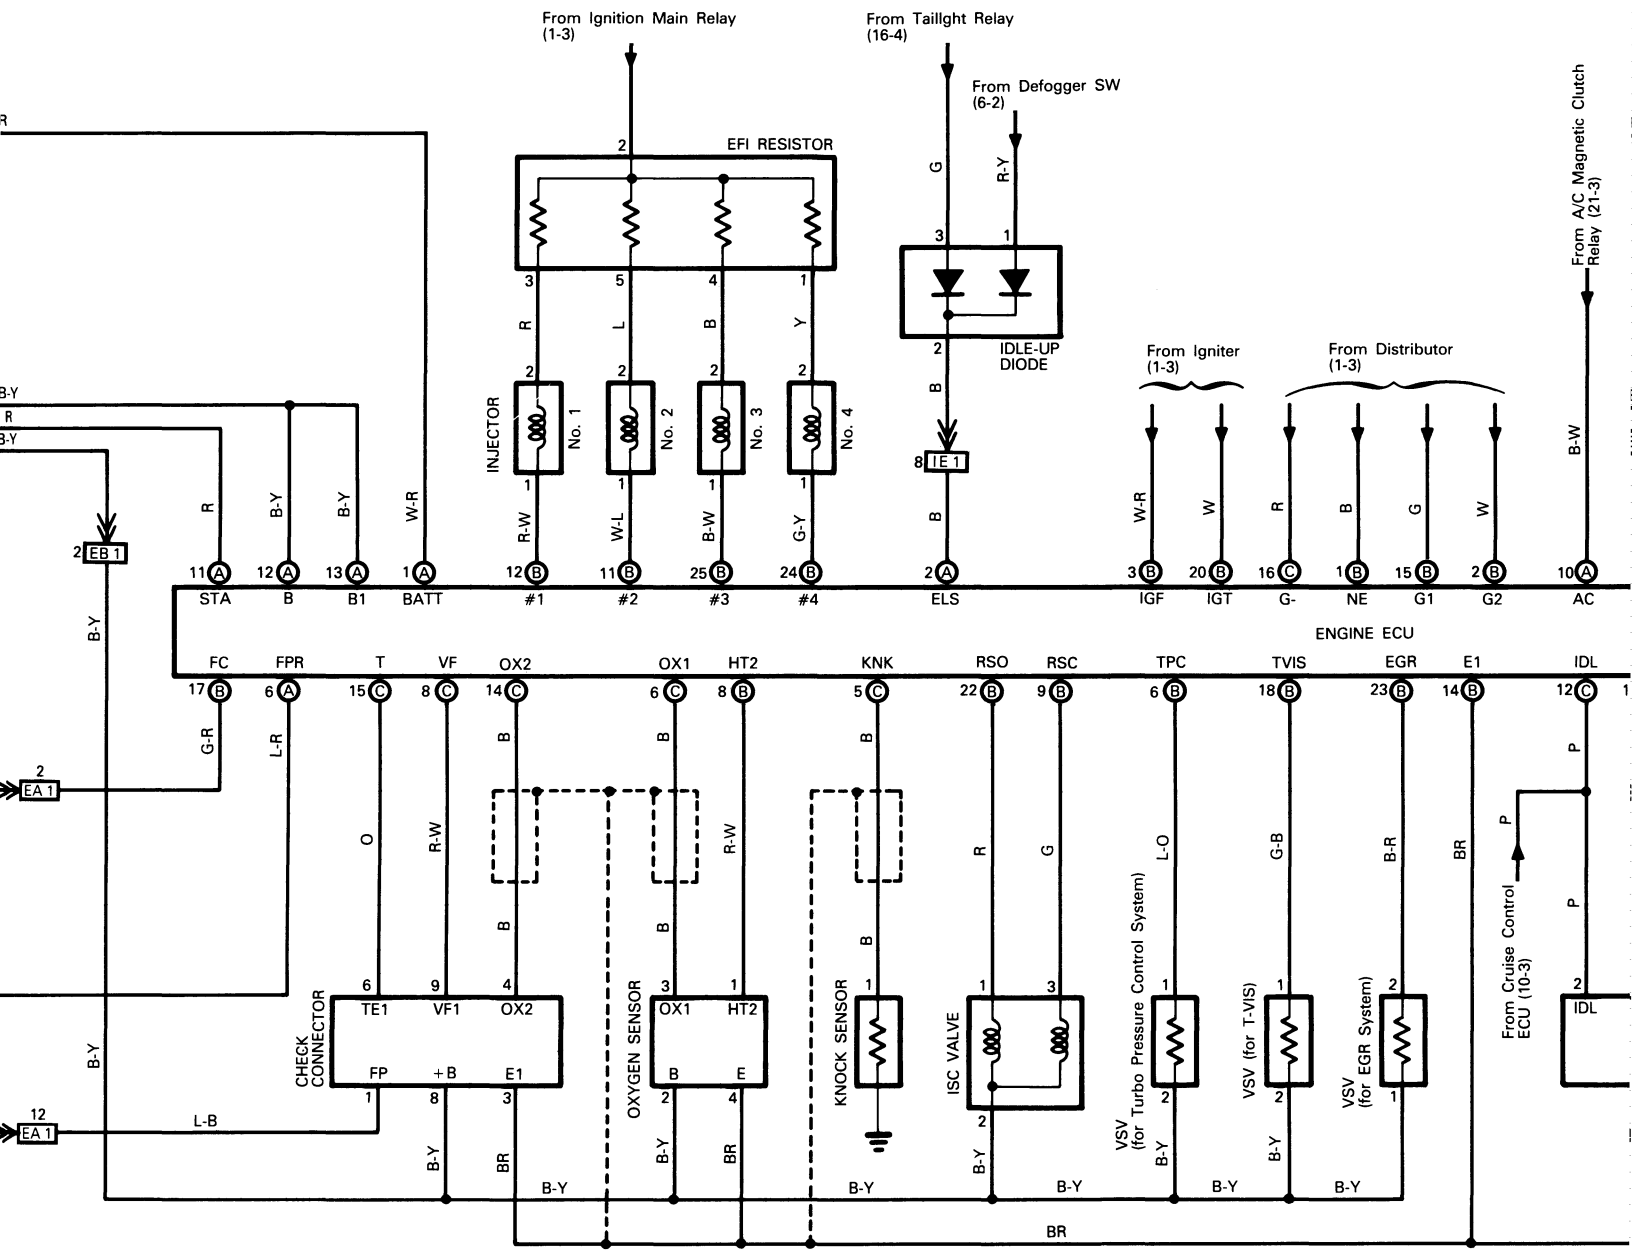 From Ignition Main Relay
(1-3)
From Taillght Relay
(16-4)
From Defogger SW
(6-2)
From A/C Magnetic Clutch
Relay (21-3)
R
2
EFI RESISTOR
G
R-Y
3
1
3
5
4
1
R
L
B
Y
2
IDLE-UP
DIODE
From Igniter
(1-3)
From Distributor
(1-3)
2
2
2
2
B-Y
R
B-Y
B
INJECTOR
No. 1
No. 2
No. 3
No. 4
B-W
8
IE 1
1
1
1
1
R
B-Y
B-Y
W-R
R-W
W-L
B-W
G-Y
B
W-R
W
R
B
G
W
2
EB 1
11 A
12 A
13 A
1 A
12 B
11 B
25 B
24 B
2 A
3 B
20 B
16 C
1 B
15 B
2 B
10 A
STA
B
B1
BATT
#1
#2
#3
#4
ELS
IGF
IGT
G-
NE
G1
G2
AC
B-Y
ENGINE ECU
FC
FPR
T
VF
OX2
OX1
HT2
KNK
RSO
RSC
TPC
TVIS
EGR
E1
IDL
17 B
6 A
15 C
8 C
14 C
6 C
8 B
5 C
22 B
9 B
6 B
18 B
23 B
14 B
12 C
1
G-R
L-R
B
B
B
P
2
EA 1
O
R-W
R-W
R
G
L-O
G-B
B-R
BR
P
B
B
B
P
From Cruise Control
ECU (10-3)
6
9
4
3
1
1
1
3
1
1
2
2
CHECK
CONNECTOR
TE1
VF1
OX2
FP
+B
E1
OXYGEN SENSOR
OX1
HT2
B
E
KNOCK SENSOR
ISC VALVE
VSV
(for Turbo Pressure Control System)
VSV (for T-VIS)
VSV
(for EGR System)
IDL
B-Y
1
8
3
2
4
2
2
2
1
12
EA 1
L-B
B-Y
BR
B-Y
BR
B-Y
B-Y
B-Y
B-Y
B-Y
B-Y
B-Y
B-Y
BR